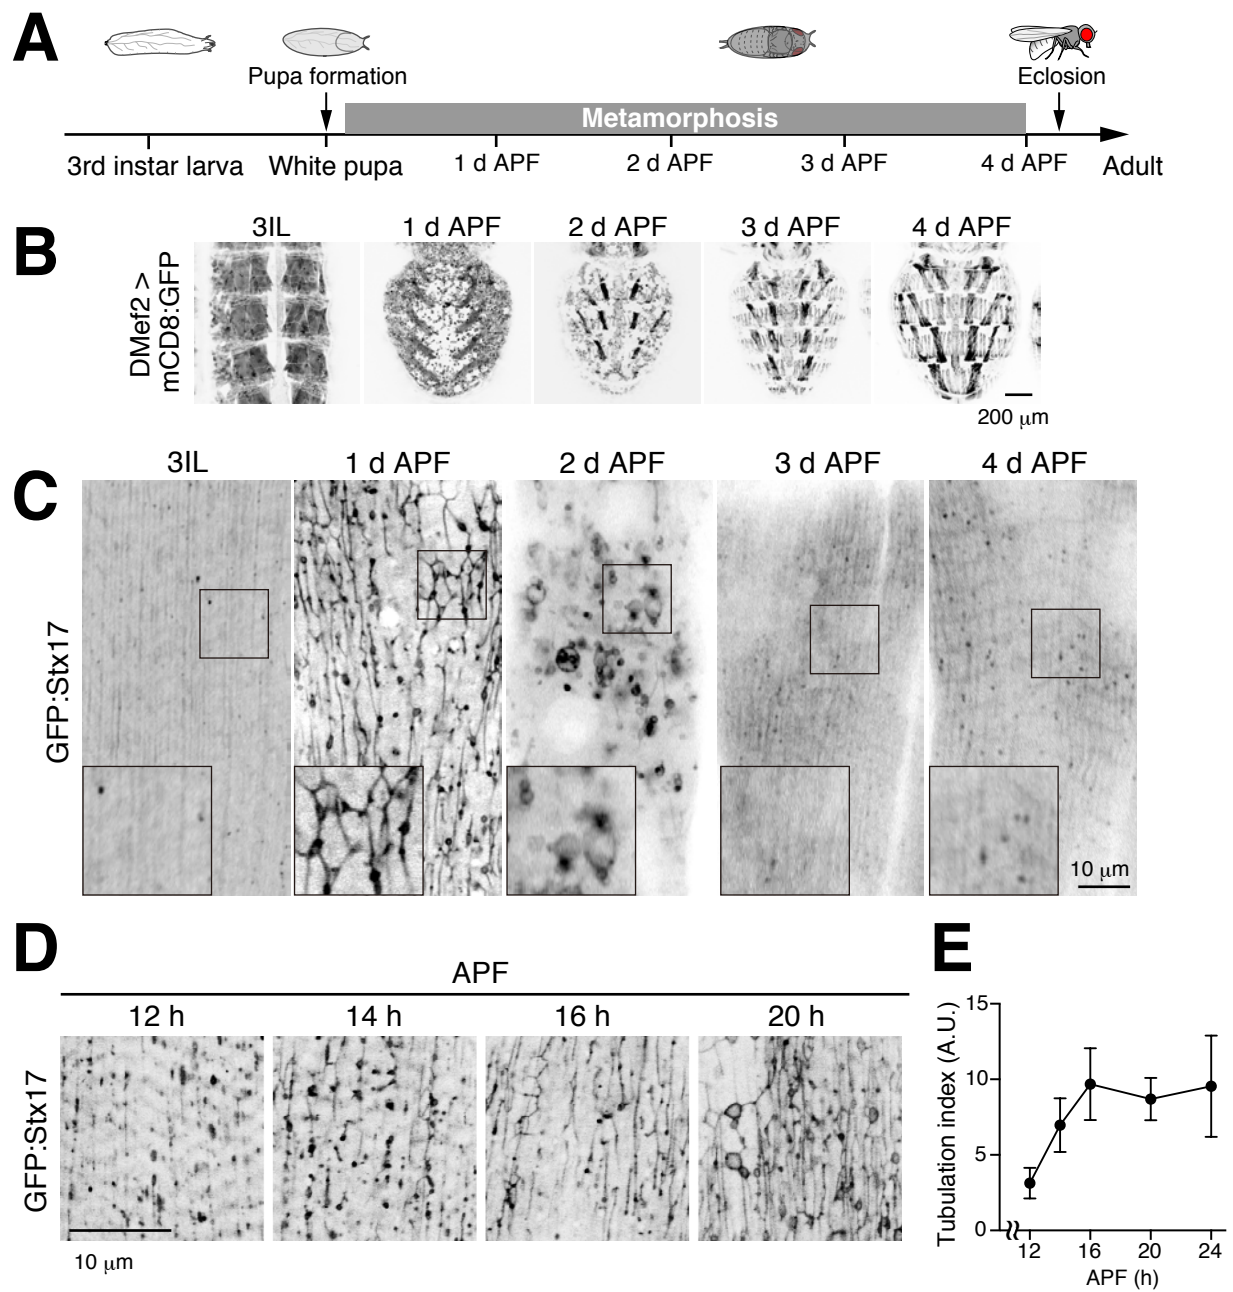 A
Pupa formation
Eclosion
Metamorphosis
3rd instar larva
White pupa
1 d APF
2 d APF
3 d APF
4 d APF
Adult
B
3IL
1 d APF
2 d APF
3 d APF
4 d APF
DMef2 >
mCD8:GFP
200 μm
C
3IL
1 d APF
2 d APF
3 d APF
4 d APF
GFP:Stx17
10 μm
D
APF
12 h
14 h
16 h
20 h
GFP:Stx17
10 μm
E
Tubulation index (A.U.)
15
10
5
0
12
16
20
24
APF (h)